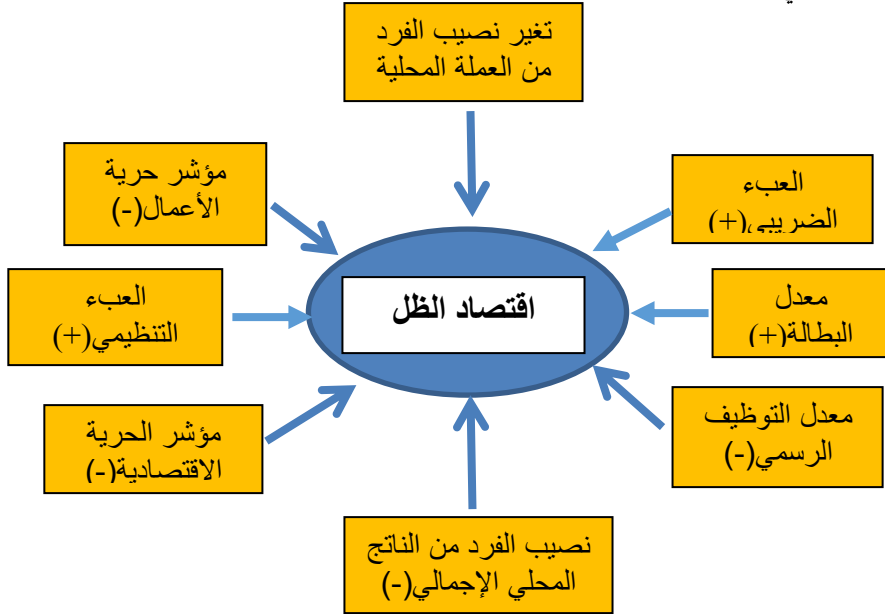 تغير نصيب الفرد
من العملة المحلية
مؤشر حرية
الأعمال(-)
العبء
الضريبي(+)
العبء
التنظيمي(+)
اقتصاد الظل
معدل
البطالة(+)
مؤشر الحرية
الاقتصادية(-)
معدل التوظيف
الرسمي(-)
نصيب الفرد من الناتج
المحلي الإجمالي(-)